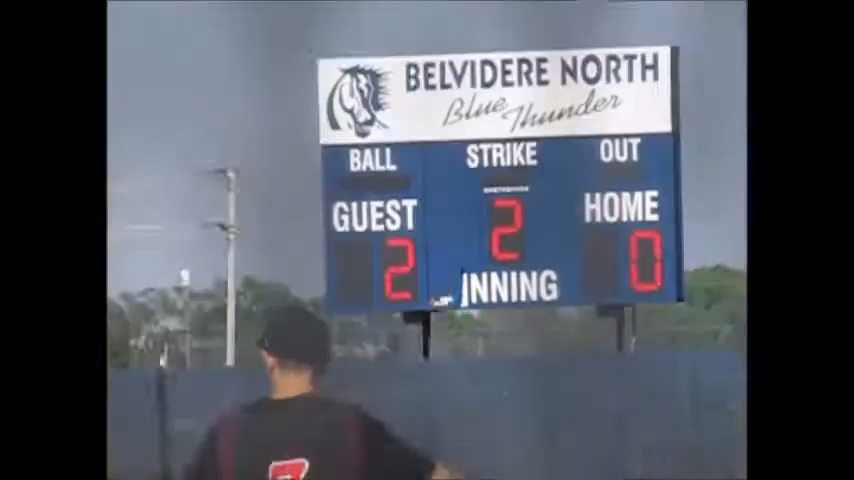 BELVIDERE NORTH
Blue Thunder
BALL STRIKE OUT
GUEST 2 HOME
2 0
INNING